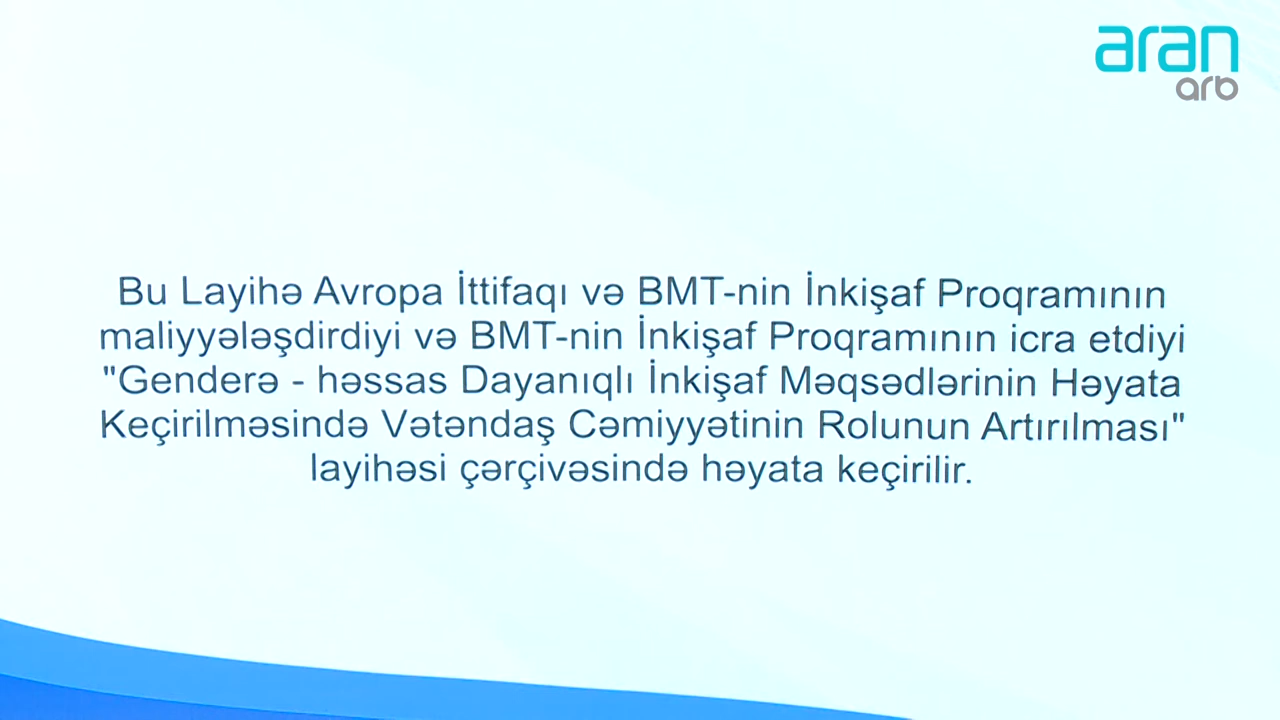 aran
arb
Bu Layihə Avropa İttifaqı və BMT-nin İnkişaf Proqramının
maliyyələşdirdiyi və BMT-nin İnkişaf Proqramının icra etdiyi
"Genderə - həssas Dayanıqlı İnkişaf Məqsədlərinin Həyata
Keçirilməsində Vətəndaş Cəmiyyətinin Rolunun Artırılması"
layihəsi çərçivəsində həyata keçirilir.